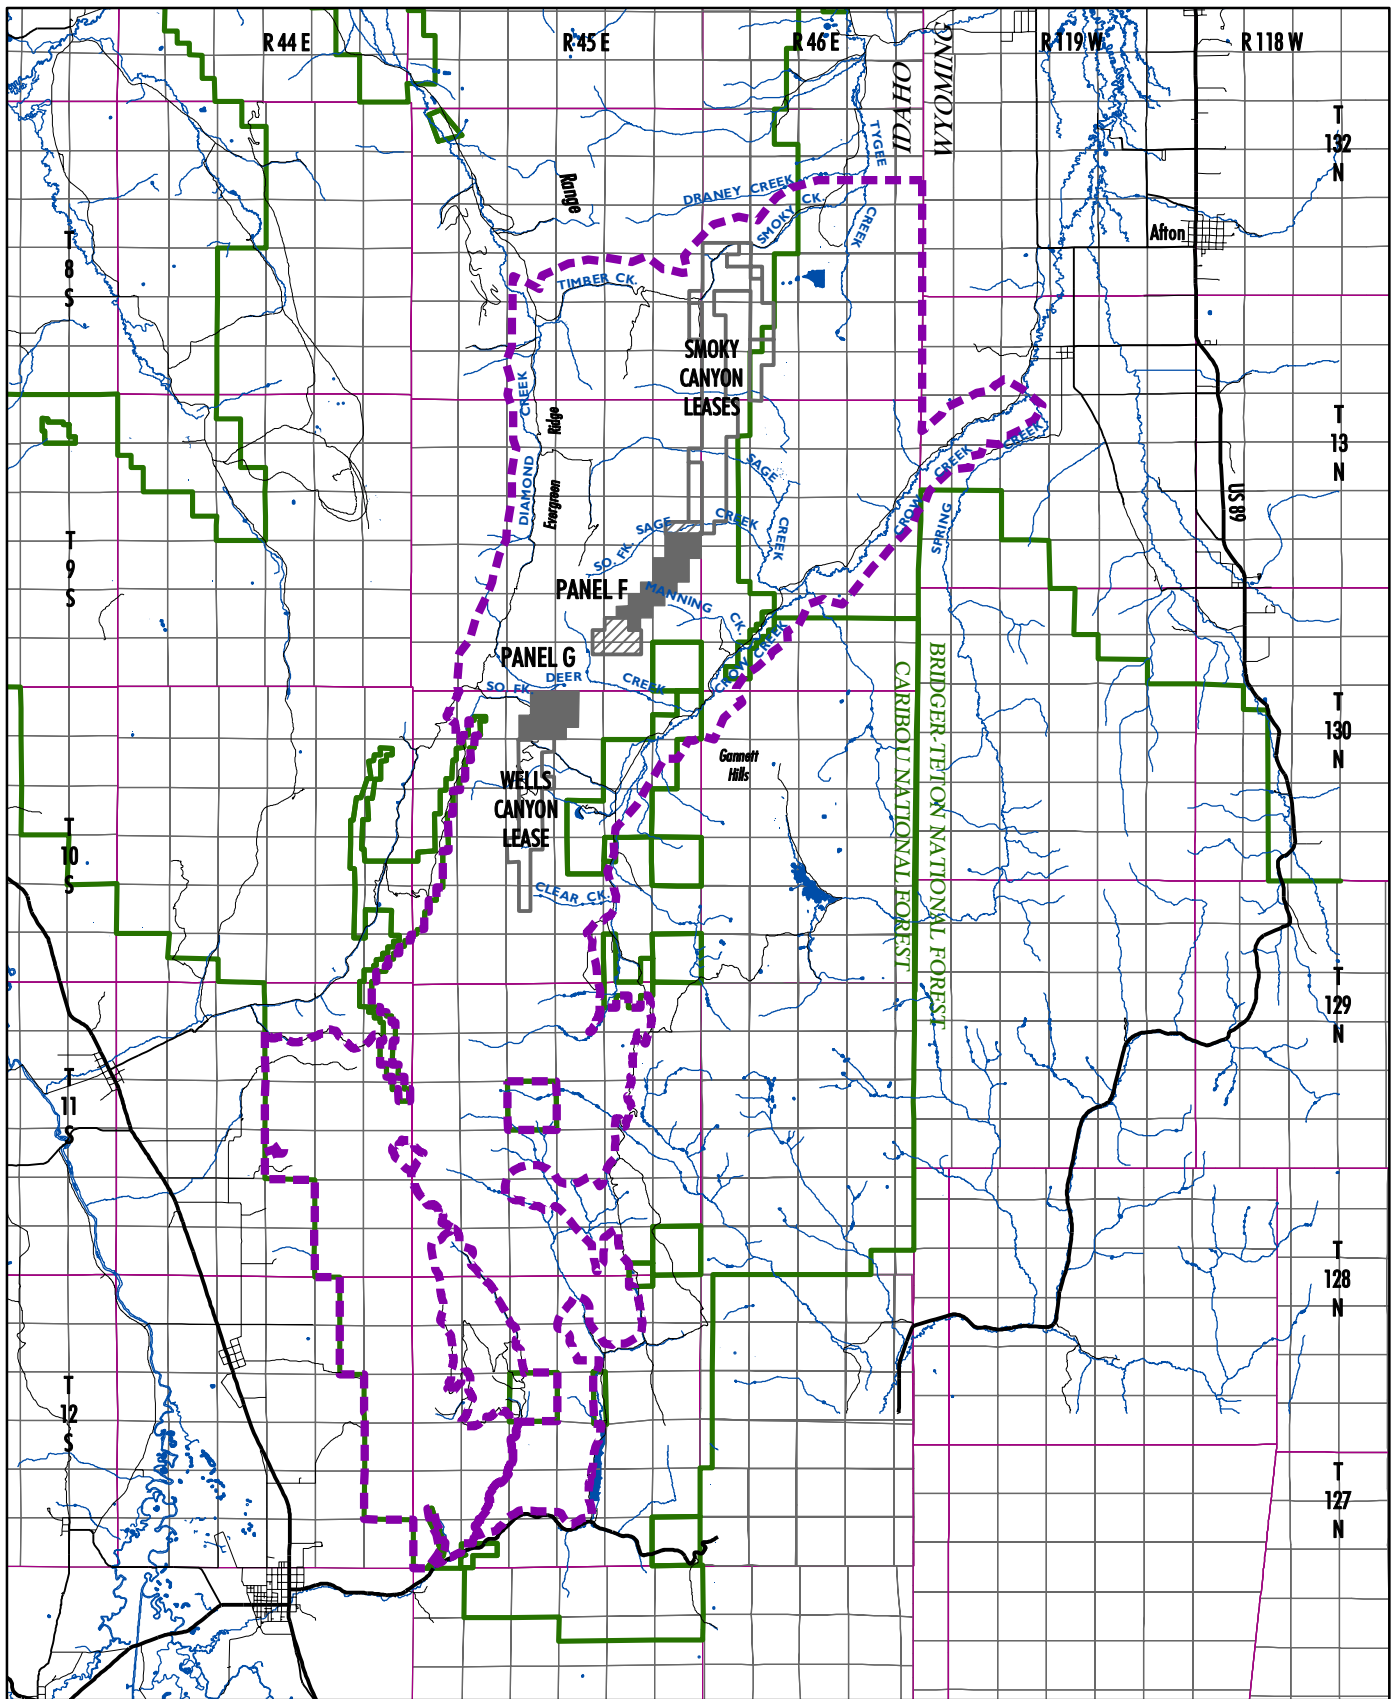 R 44 E
R 45 E
R 46 E
R 119 W
R 118 W
IDAHO
WYOMING
T
132
N
TYGEE
CREEK
Range
DRANEY CREEK
SMOKY CK.
Afton
T
8
S
TIMBER CK.
SMOKY
CANYON
LEASES
DIAMOND CREEK
Evergreen Ridge
T
13
N
CROW CREEK
CREEK
SPRING
US 89
SAGE
CREEK
SO. FK. SAGE CREEK
T
9
S
PANEL F
MANNING CK.
PANEL G
CROW CREEK
SO. FK. DEER CREEK
BRIDGER-TETON NATIONAL FOREST
CARIBOU NATIONAL FOREST
T
130
N
Gannett
Hills
WELLS
CANYON
LEASE
T
10
S
CLEAR CK.
T
129
N
T
11
S
T
128
N
T
12
S
T
127
N